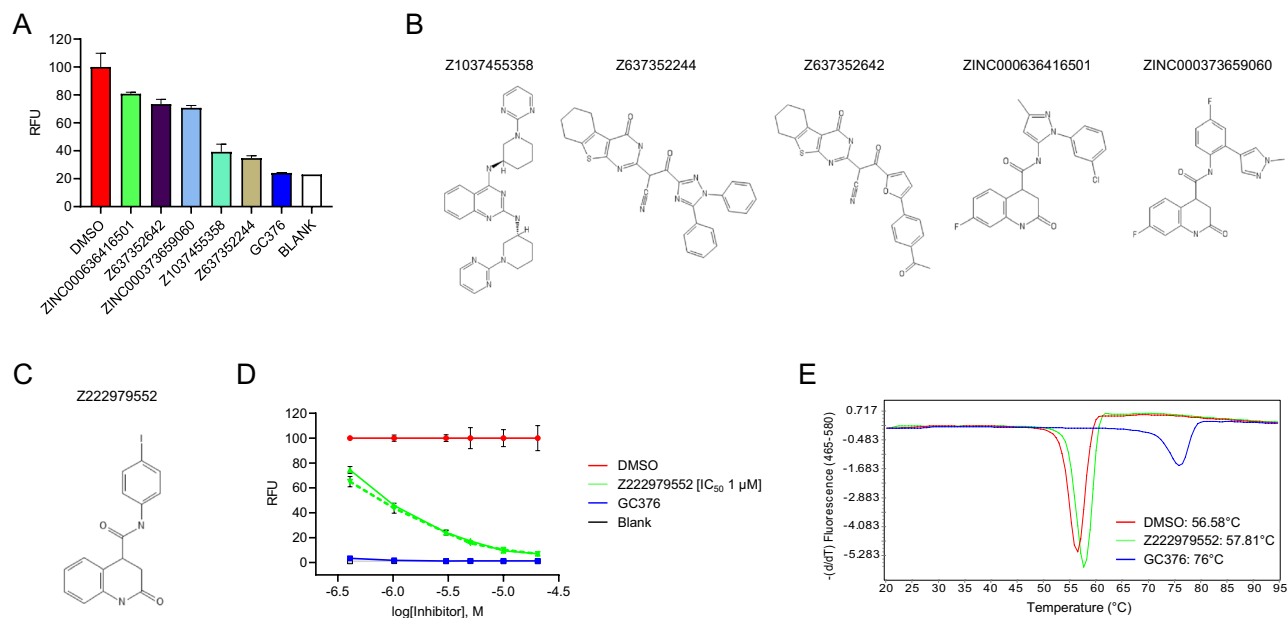 A
RFU
120
100
80
60
40
20
0
DMSO
ZINC000636416501
Z637352642
ZINC000373659060
Z1037455358
Z637352244
GC376
BLANK
B
Z1037455358
Z637352244
Z637352642
ZINC000636416501
ZINC000373659060
C
Z222979552
D
RFU
120
100
80
60
40
20
0
-6.5
-6.0
-5.5
-5.0
-4.5
log[Inhibitor], M
DMSO
Z222979552 [IC₅₀ 1 µM]
GC376
Blank
E
-(d/dT) Fluorescence (465-580)
0.717
-0.483
-1.683
-2.883
-4.083
-5.283
20
25
30
35
40
45
50
55
60
65
70
75
80
85
90
95
Temperature (°C)
DMSO: 56.58°C
Z222979552: 57.81°C
GC376: 76°C